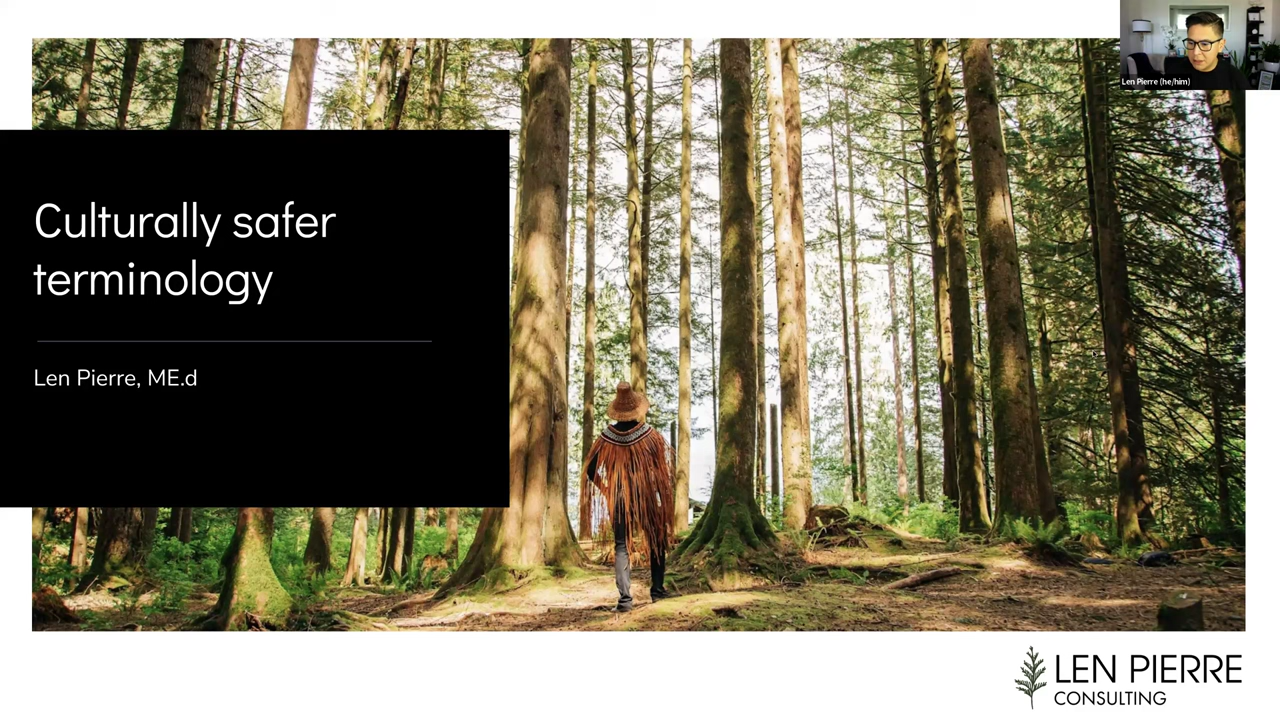 Len Pierre (he/him)
Culturally safer
terminology
Len Pierre, ME.d
LEN PIERRE
CONSULTING